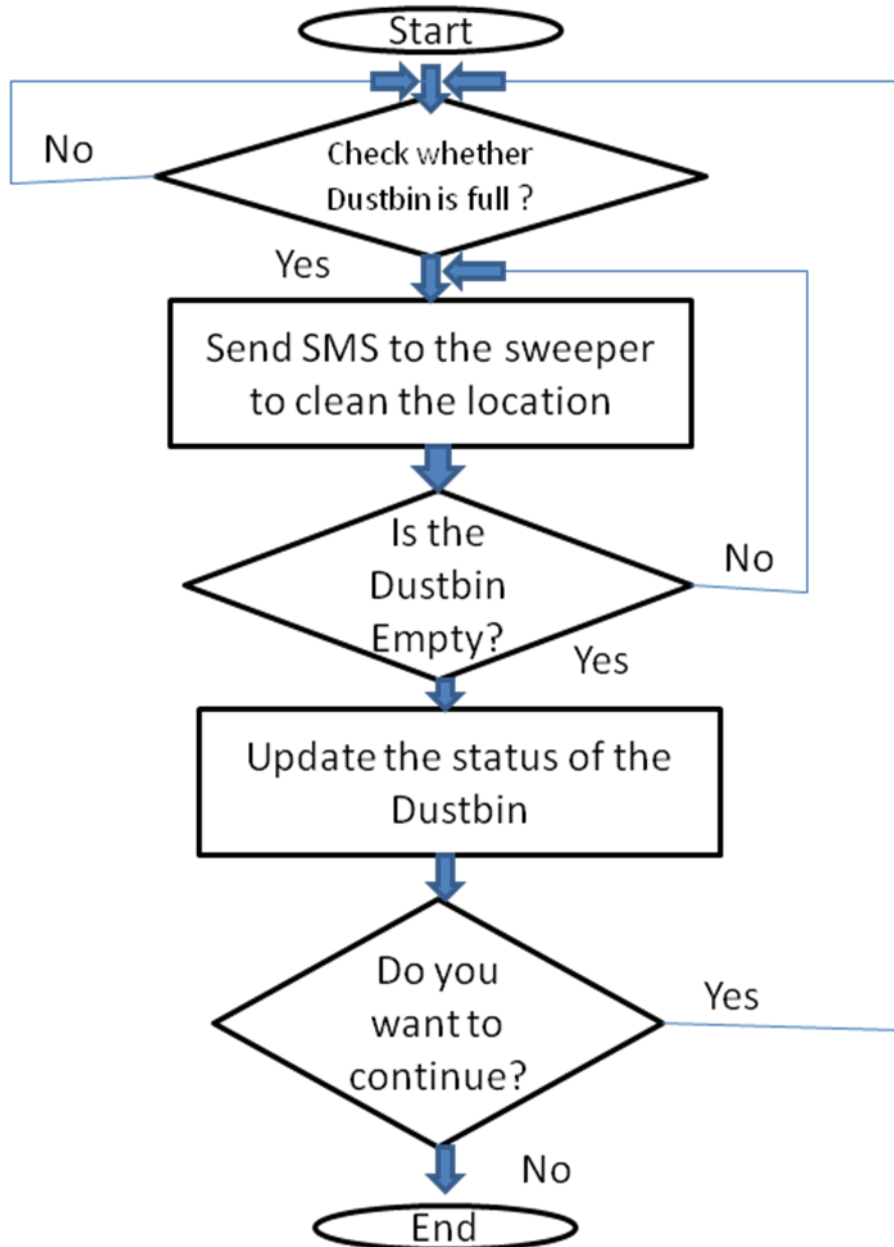 Start
No
Check whether
Dustbin is full ?
Yes
Send SMS to the sweeper
to clean the location
Is the
Dustbin
Empty?
No
Yes
Update the status of the
Dustbin
Do you
want to
continue?
Yes
No
End